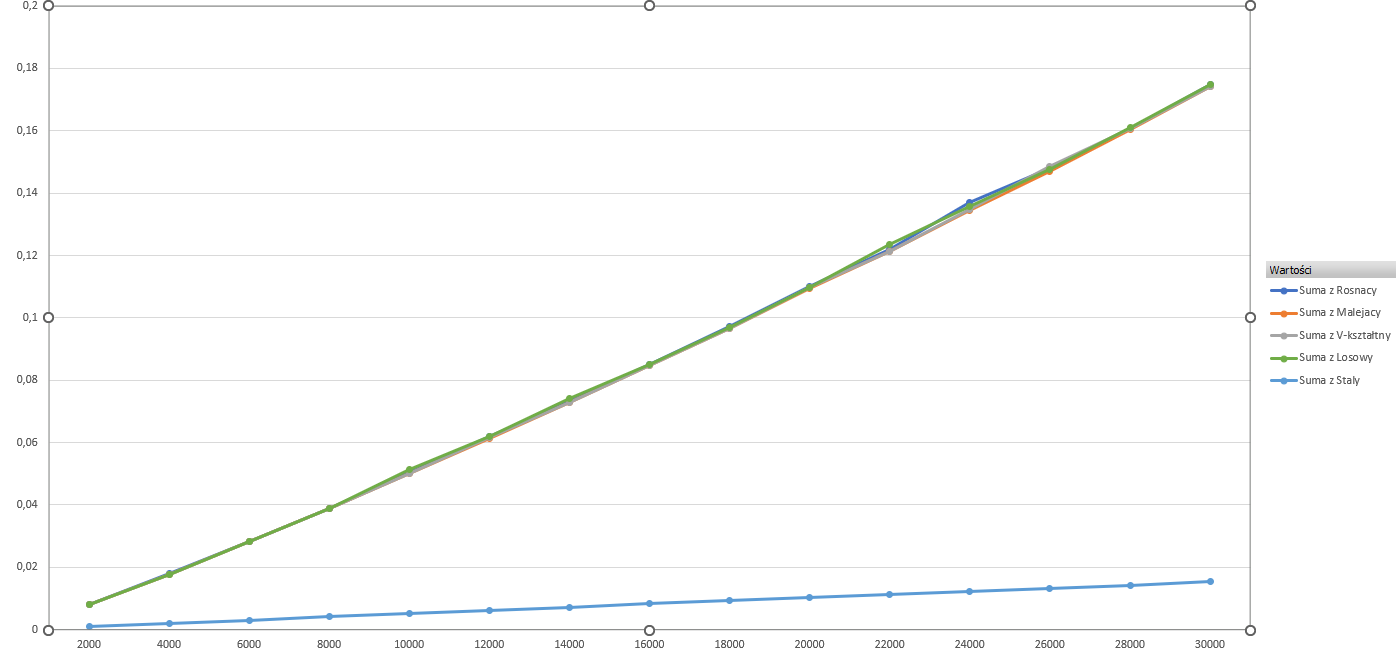 0,2
0,18
0,16
0,14
0,12
0,1
0,08
0,06
0,04
0,02
0
2000 4000 6000 8000 10000 12000 14000 16000 18000 20000 22000 24000 26000 28000 30000
Wartości
Suma z Rosnacy
Suma z Malejacy
Suma z V-kształtny
Suma z Losowy
Suma z Staly